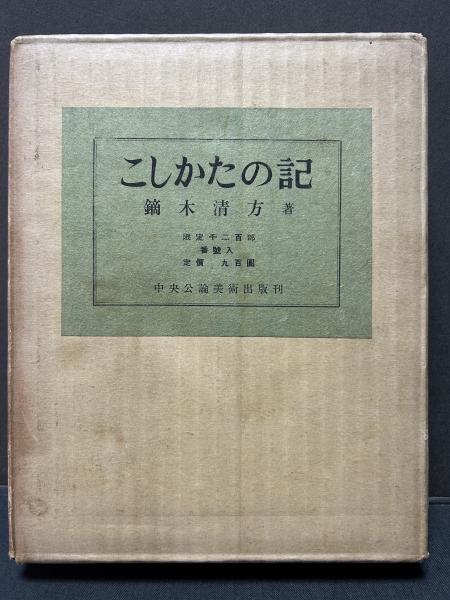 こしかたの記
鏑木清方 著
限定千二百部
番號入
定價 九百圓
中央公論美術出版刊